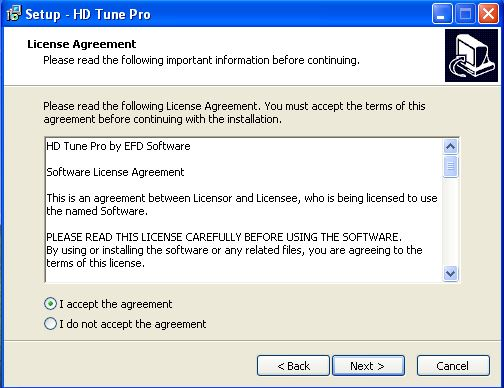 Setup - HD Tune Pro
License Agreement
Please read the following important information before continuing.
Please read the following License Agreement. You must accept the terms of this
agreement before continuing with the installation.
HD Tune Pro by EFD Software
Software License Agreement
This is an agreement between Licensor and Licensee, who is being licensed to use
the named Software.
PLEASE READ THIS LICENSE CAREFULLY BEFORE USING THE SOFTWARE.
By using or installing the software or any related files, you are agreeing to the
terms of this license.
I accept the agreement
I do not accept the agreement
< Back
Next >
Cancel